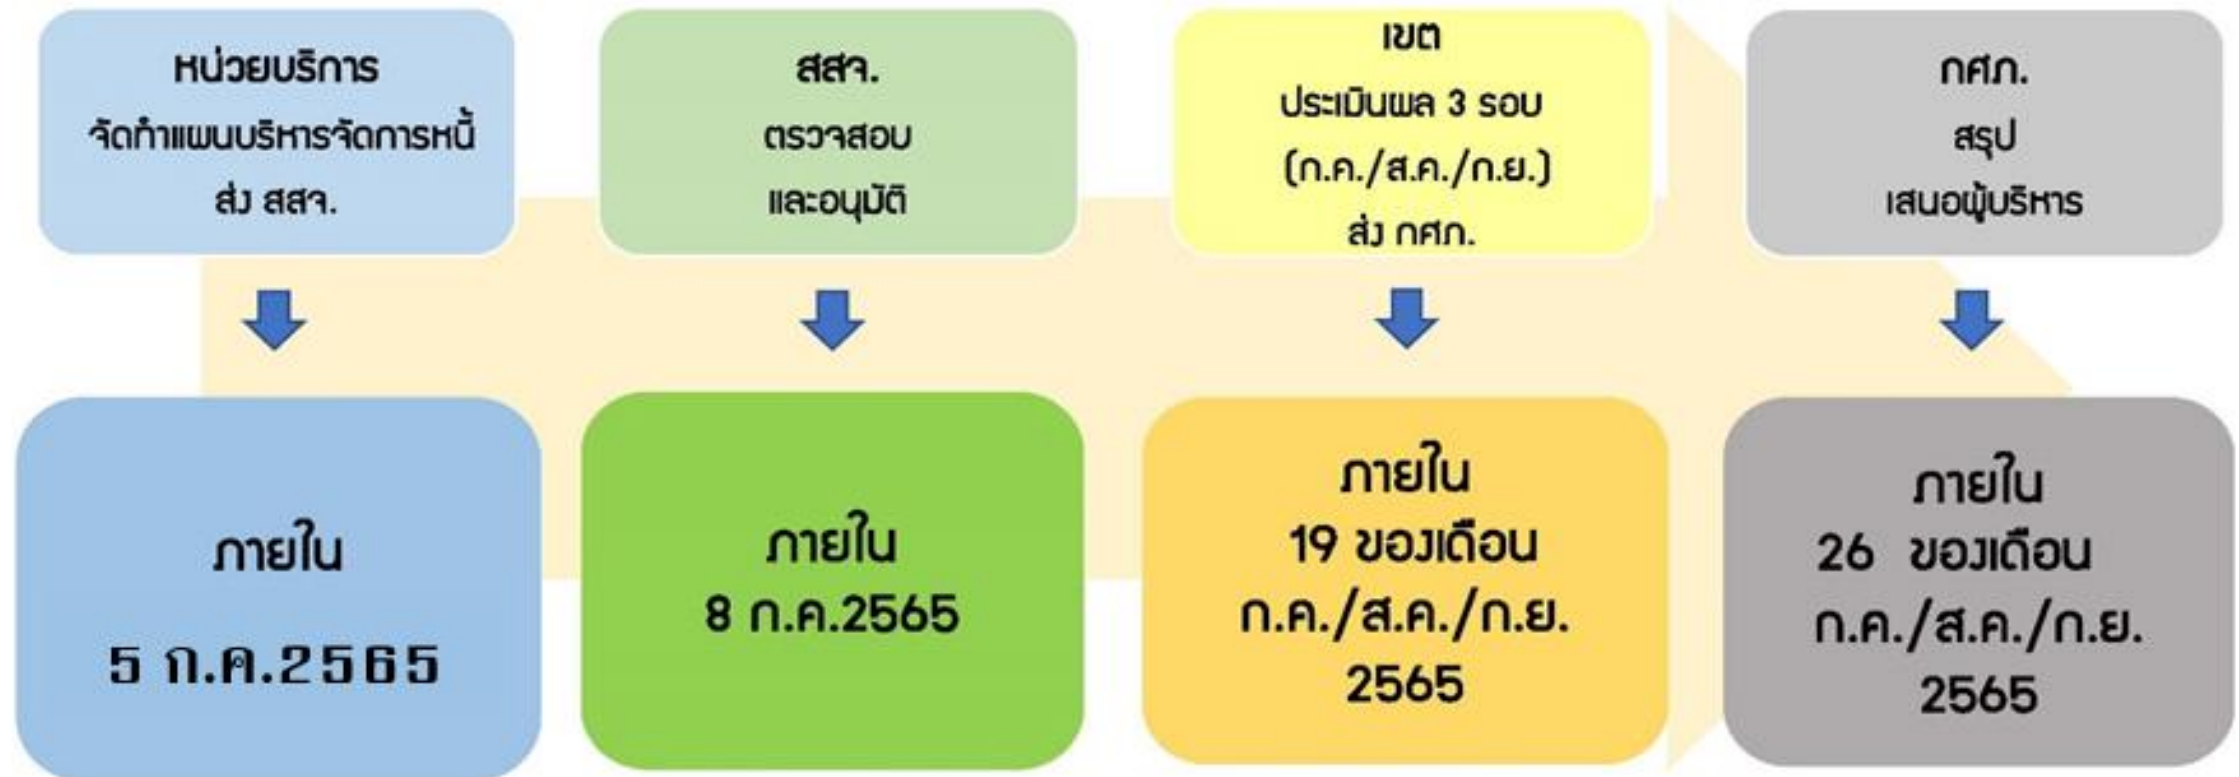 หน่วยบริการ
จัดทำแผนบริหารจัดการหนี้
ส่ง สสจ.
สสจ.
ตรวจสอบ
และอนุมัติ
เขต
ประเมินผล 3 รอบ
(ก.ค./ส.ค./ก.ย.)
ส่ง กศภ.
กศภ.
สรุป
เสนอผู้บริหาร
ภายใน
5 ก.ค.2565
ภายใน
8 ก.ค.2565
ภายใน
19 ของเดือน
ก.ค./ส.ค./ก.ย.
2565
ภายใน
26 ของเดือน
ก.ค./ส.ค./ก.ย.
2565